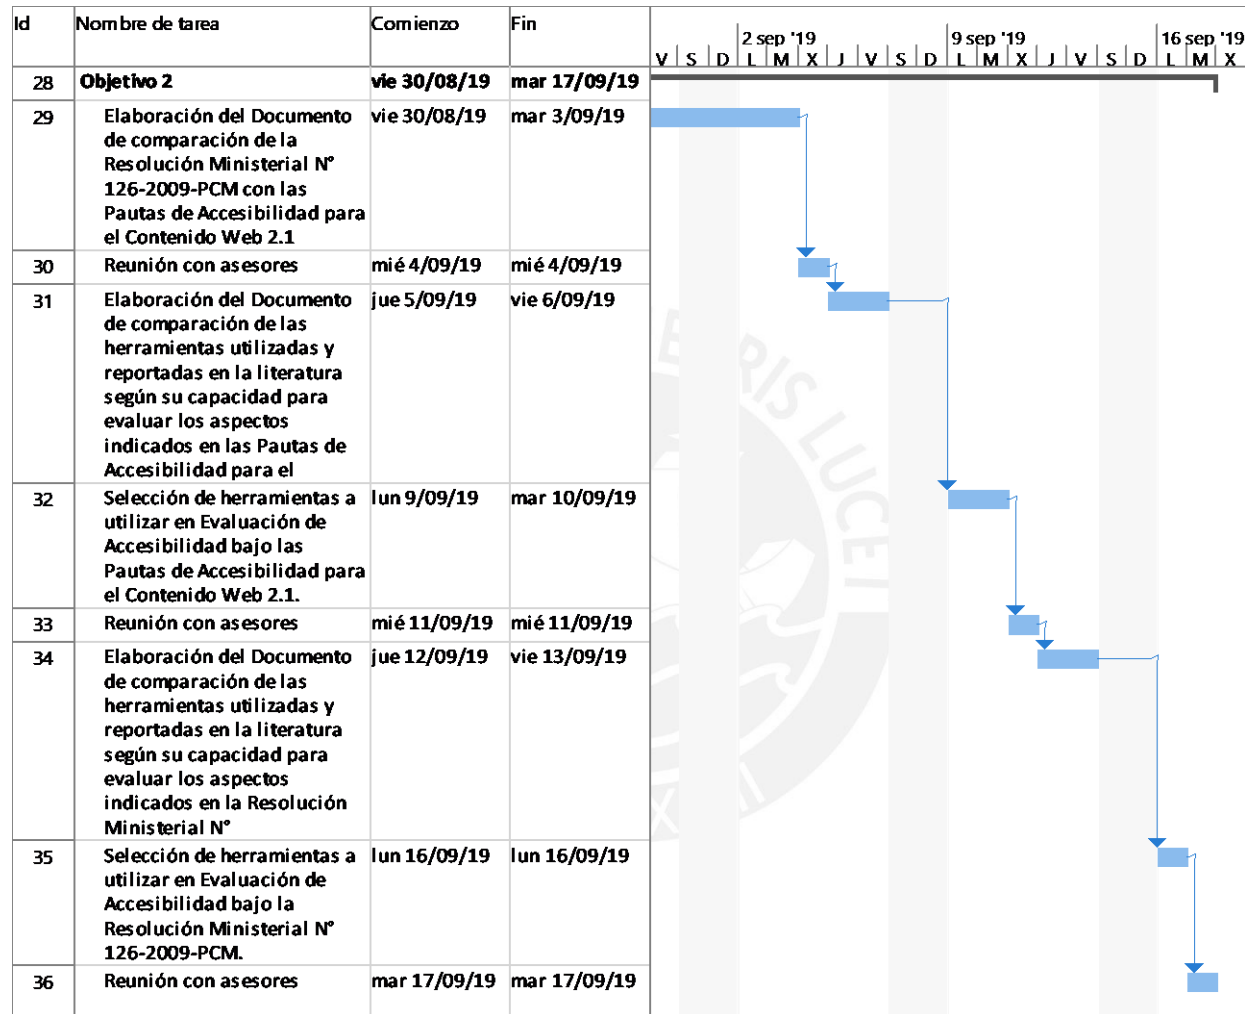 Id Nombre de tarea Comienzo Fin
2 sep '19 9 sep '19 16 sep '19
V S D L M X J V S D L M X J V S D L M X
28 Objetivo 2 vie 30/08/19 mar 17/09/19
29 Elaboración del Documento vie 30/08/19 mar 3/09/19
de comparación de la
Resolución Ministerial N°
126-2009-PCM con las
Pautas de Accesibilidad para
el Contenido Web 2.1
30 Reunión con asesores mié 4/09/19 mié 4/09/19
31 Elaboración del Documento jue 5/09/19 vie 6/09/19
de comparación de las
herramientas utilizadas y
reportadas en la literatura
según su capacidad para
evaluar los aspectos
indicados en las Pautas de
Accesibilidad para el
32 Selección de herramientas a lun 9/09/19 mar 10/09/19
utilizar en Evaluación de
Accesibilidad bajo las
Pautas de Accesibilidad para
el Contenido Web 2.1.
33 Reunión con asesores mié 11/09/19 mié 11/09/19
34 Elaboración del Documento jue 12/09/19 vie 13/09/19
de comparación de las
herramientas utilizadas y
reportadas en la literatura
según su capacidad para
evaluar los aspectos
indicados en la Resolución
Ministerial N°
35 Selección de herramientas a lun 16/09/19 lun 16/09/19
utilizar en Evaluación de
Accesibilidad bajo la
Resolución Ministerial N°
126-2009-PCM.
36 Reunión con asesores mar 17/09/19 mar 17/09/19
LUCET